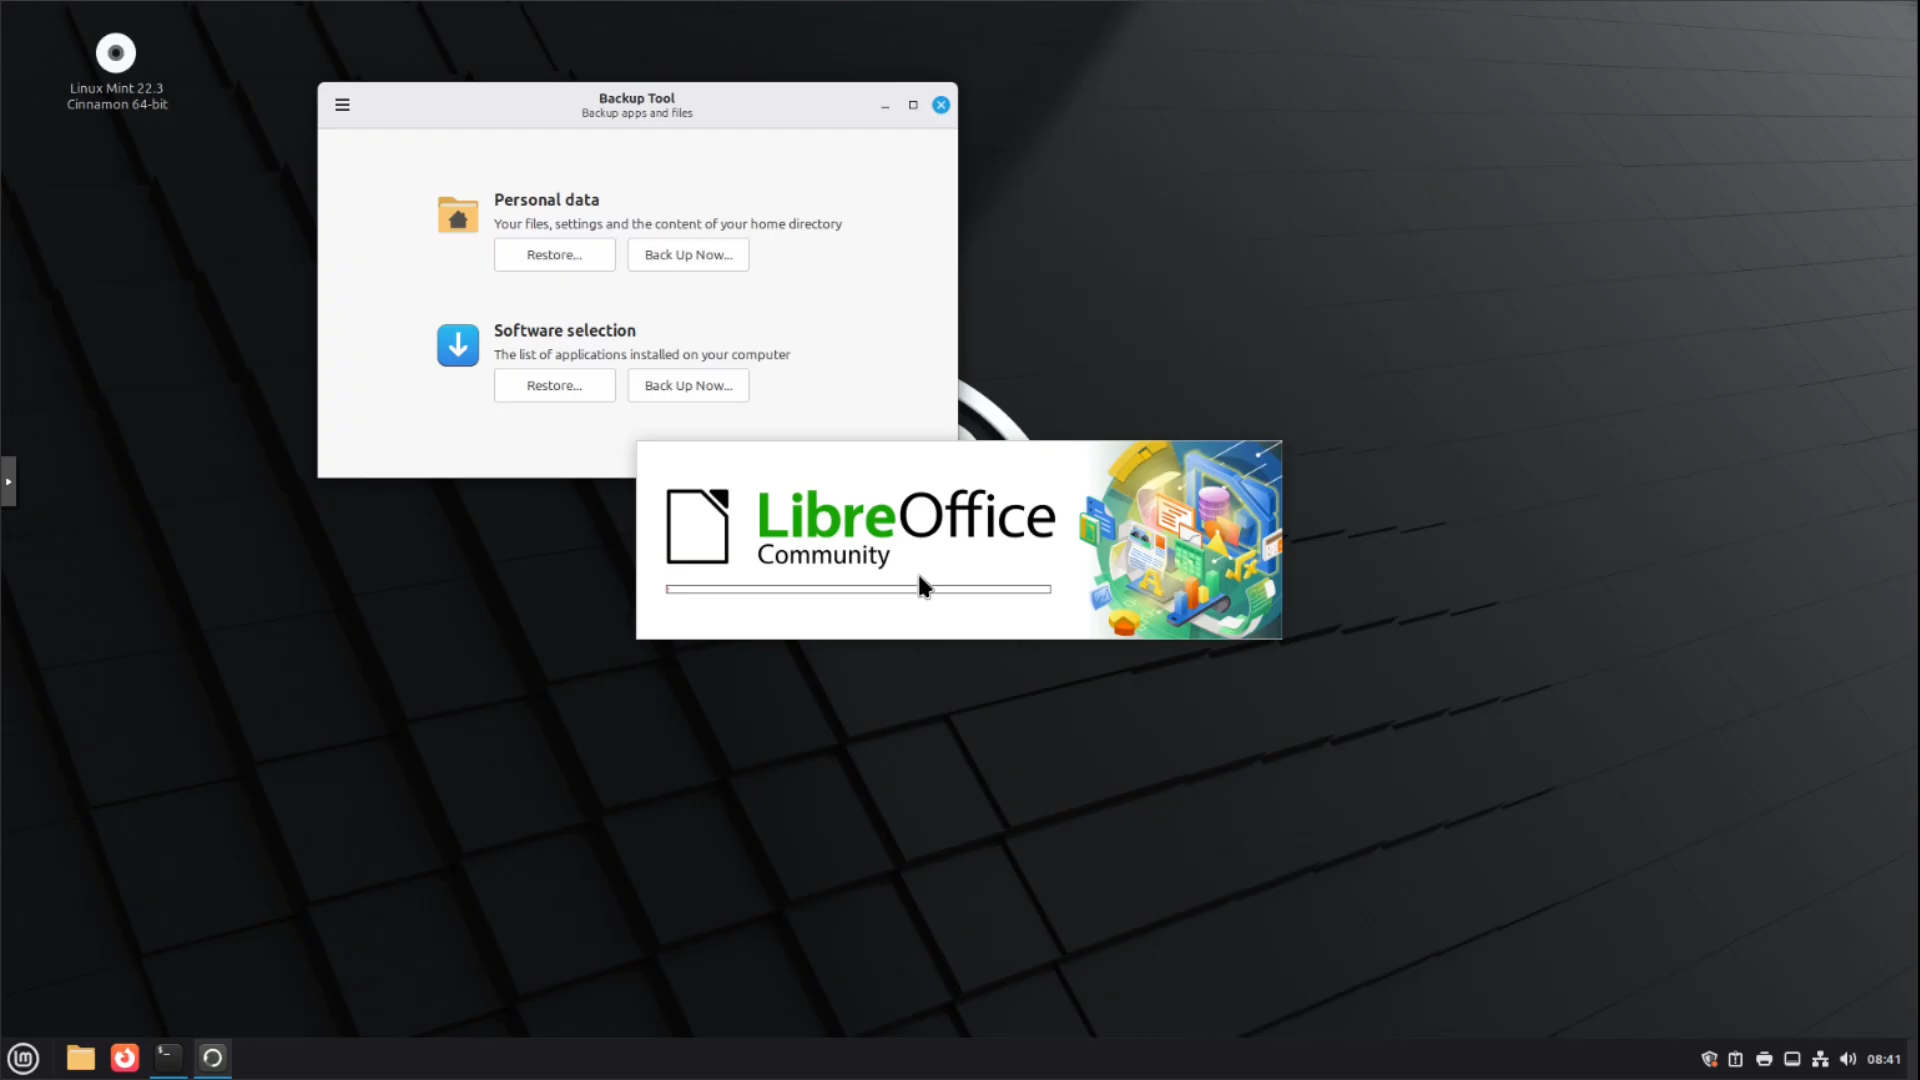 Linux Mint 22.3
Cinnamon 64-bit
Backup Tool
Backup apps and files
Personal data
Your files, settings and the content of your home directory
Restore...
Back Up Now...
Software selection
The list of applications installed on your computer
Restore...
Back Up Now...
LibreOffice
Community
08:41